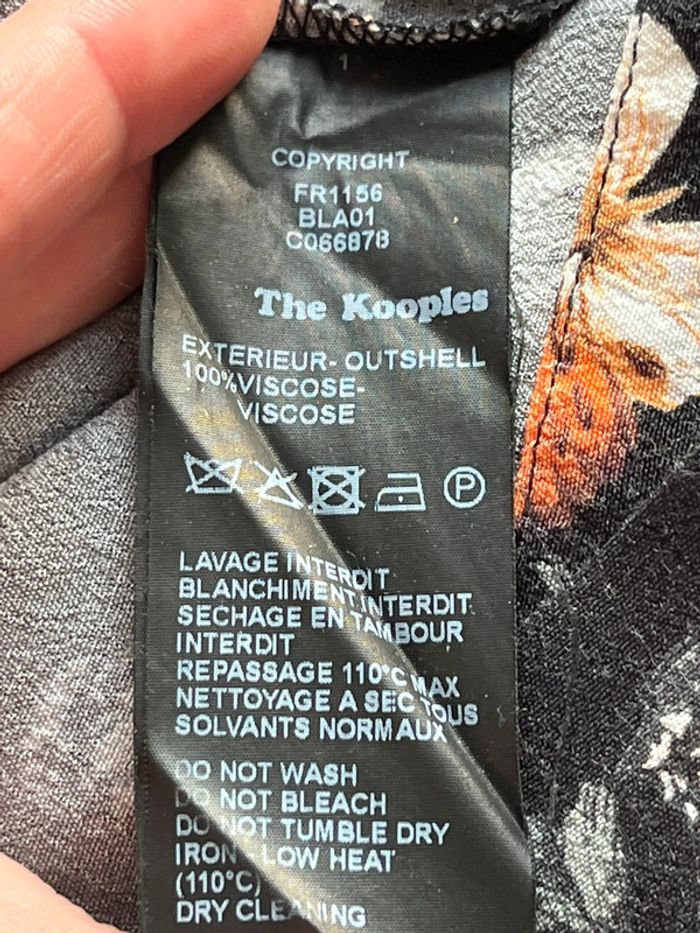 1
COPYRIGHT
FR1156
BLA01
C066878
The Kooples
EXTERIEUR- OUTSHELL
100%VISCOSE-
VISCOSE
P
LAVAGE INTERDIT
BLANCHIMENT INTERDIT
SECHAGE EN TAMBOUR
INTERDIT
REPASSAGE 110°C MAX
NETTOYAGE A SEC TOUS
SOLVANTS NORMAUX
DO NOT WASH
DO NOT BLEACH
DO NOT TUMBLE DRY
IRON LOW HEAT
(110°C)
DRY CLEANING